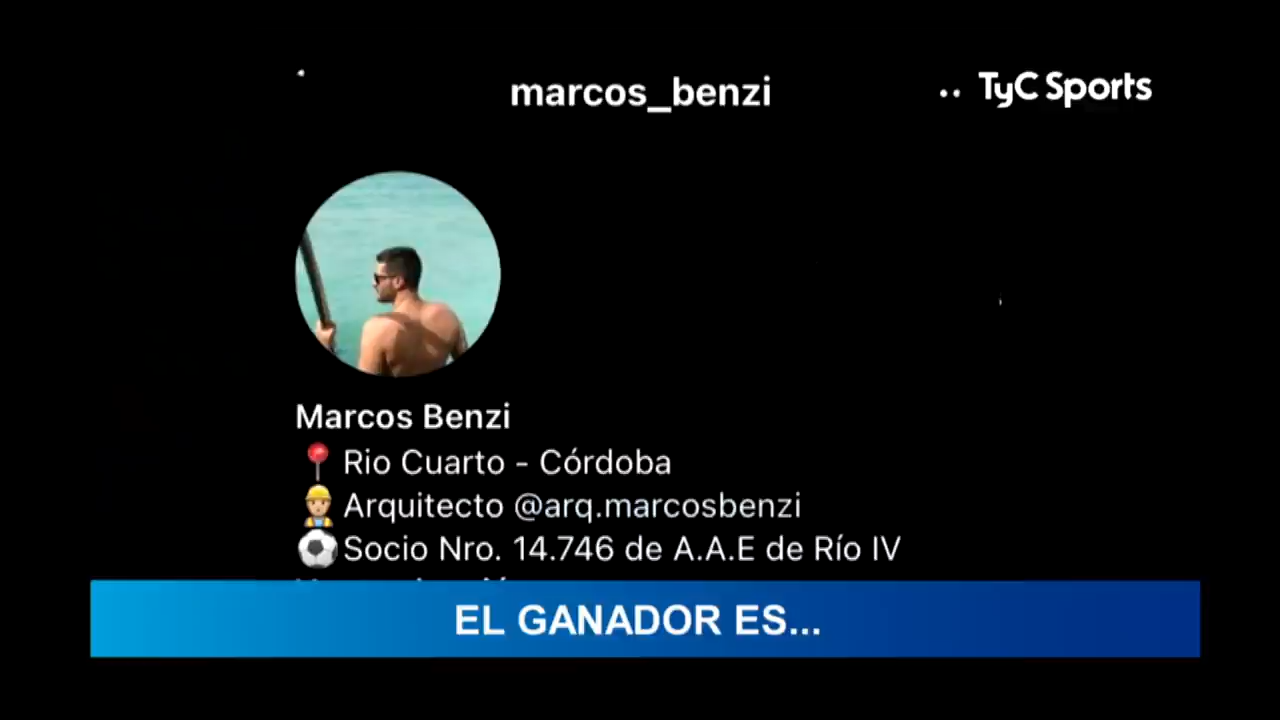 marcos_benzi
TyC Sports
Marcos Benzi
Rio Cuarto - Córdoba
Arquitecto @arq.marcosbenzi
Socio Nro. 14.746 de A.A.E de Río IV
EL GANADOR ES...